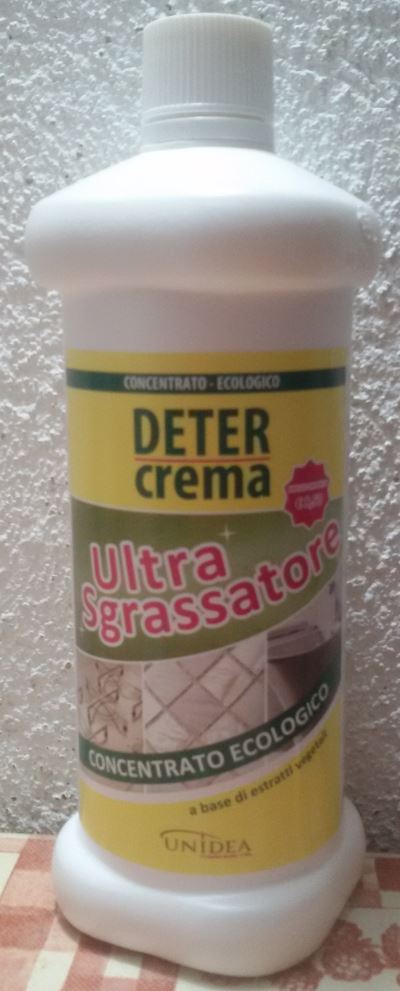 CONCENTRATO - ECOLOGICO
DETER
crema
Ultra
Sgrassatore
CONCENTRATO ECOLOGICO
a base di estratti vegetali
UNIDEA